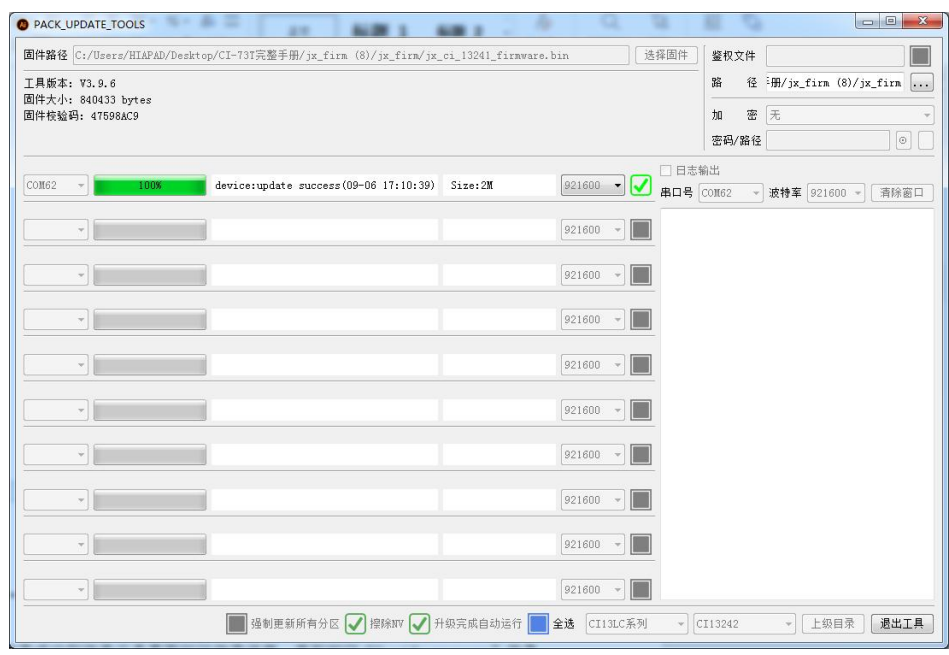 PACK_UPDATE_TOOLS
固件路径 C:/Users/HIAPAD/Desktop/CI-73T完整手册/jx_firm (8)/jx_firm/jx_ci_13241_firmware.bin 选择固件
鉴权文件
工具版本: V3.9.6
固件大小: 840433 bytes
固件校验码: 47598AC9
路 径 册/jx_firm (8)/jx_firm ...
加 密 无
密码/路径
COM62 100% device:update success(09-06 17:10:39) Size:2M 921600
日志输出
串口号 COM62 波特率 921600 清除窗口
921600
921600
921600
921600
921600
921600
921600
921600
921600
强制更新所有分区 擦除NV 升级完成自动运行 全选 CI13LC系列 CI13242 上级目录 退出工具